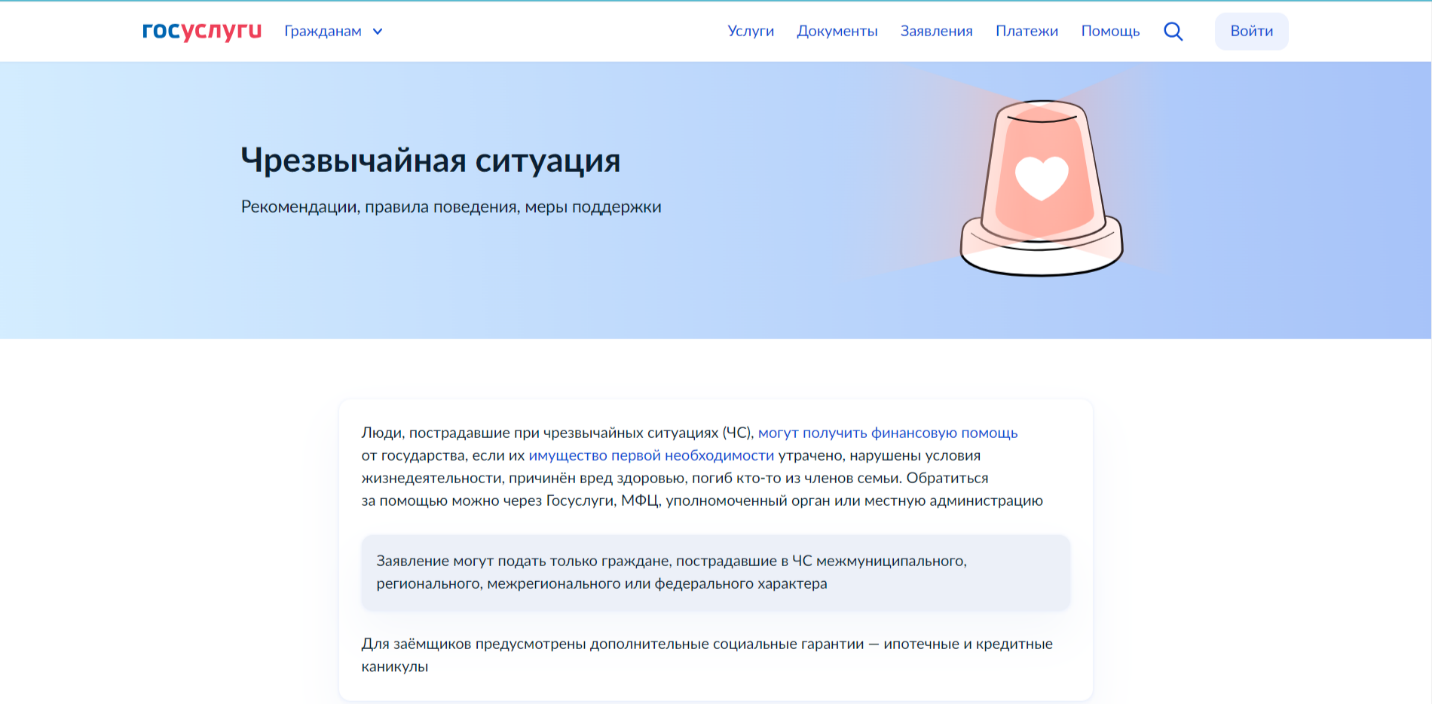 госуслуги Гражданам Услуги Документы Заявления Платежи Помощь Войти
Чрезвычайная ситуация
Рекомендации, правила поведения, меры поддержки
Люди, пострадавшие при чрезвычайных ситуациях (ЧС), могут получить финансовую помощь
от государства, если их имущество первой необходимости утрачено, нарушены условия
жизнедеятельности, причинён вред здоровью, погиб кто-то из членов семьи. Обратиться
за помощью можно через Госуслуги, МФЦ, уполномоченный орган или местную администрацию
Заявление могут подать только граждане, пострадавшие в ЧС межмуниципального,
регионального, межрегионального или федерального характера
Для заёмщиков предусмотрены дополнительные социальные гарантии — ипотечные и кредитные
каникулы